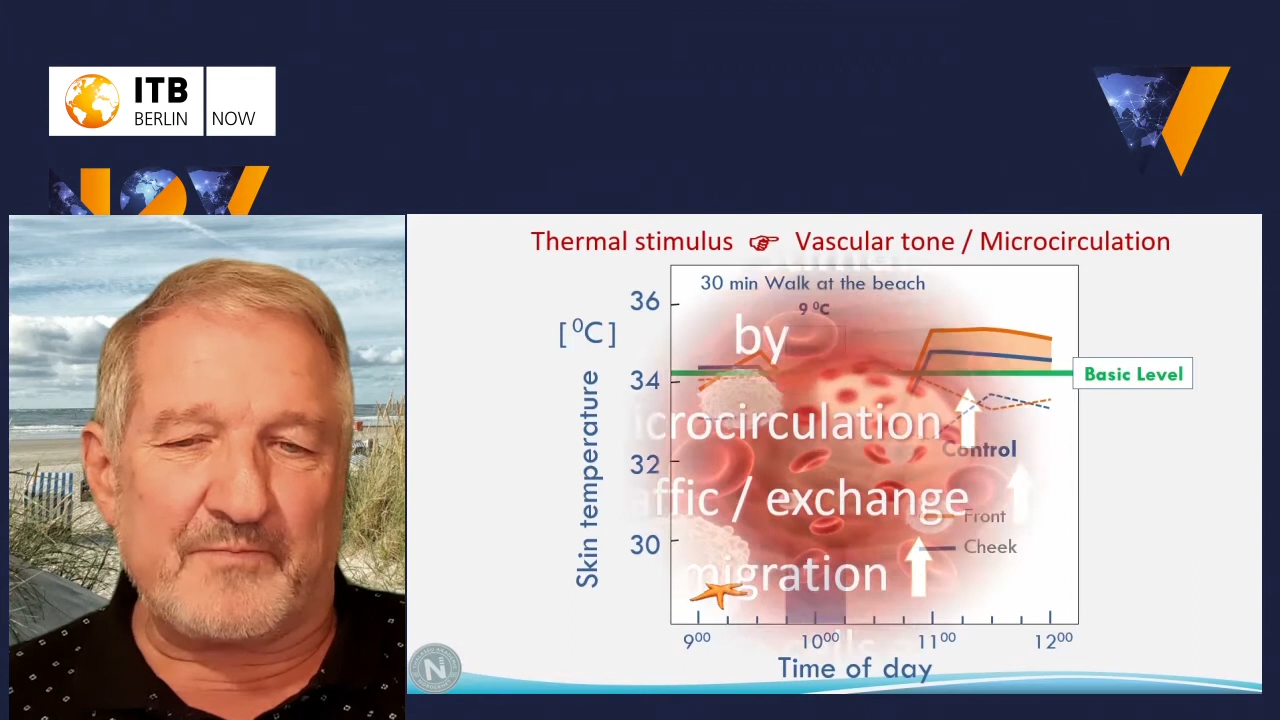 ITB
BERLIN
NOW
Thermal stimulus ☞ Vascular tone / Microcirculation
30 min Walk at the beach
9 ⁰C
36
[⁰C]
by
34
Basic Level
icrocirculation
Control
32
affic / exchange
Front
30
Cheek
migration
Skin temperature
9⁰⁰ 10⁰⁰ 11⁰⁰ 12⁰⁰
Time of day